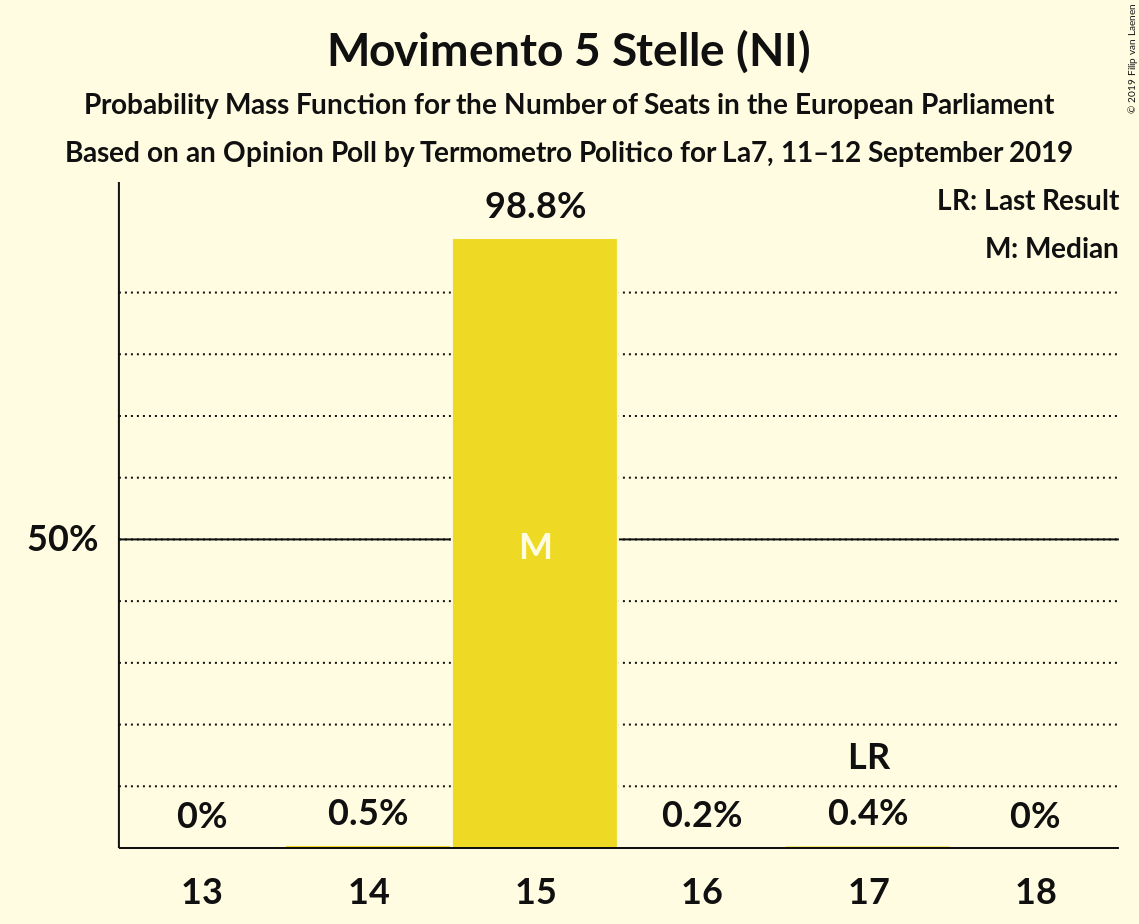 Movimento 5 Stelle (NI)
Probability Mass Function for the Number of Seats in the European Parliament
Based on an Opinion Poll by Termometro Politico for La7, 11–12 September 2019
© 2019 Filip van Laenen
LR: Last Result
M: Median
98.8%
50%
M
LR
0% 0.5% 0.2% 0.4% 0%
13 14 15 16 17 18